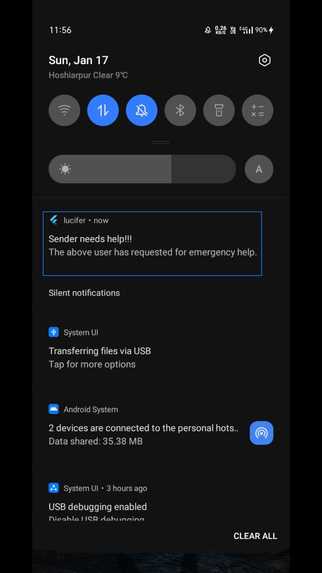 11:56
0.26
KB/S
90%
Sun, Jan 17
Hoshiarpur Clear 9°C
A
lucifer • now
Sender needs help!!!
The above user has requested for emergency help.
Silent notifications
System UI
Transferring files via USB
Tap for more options
Android System
2 devices are connected to the personal hots..
Data shared: 35.38 MB
System UI • 3 hours ago
USB debugging enabled
Disable USB debugging
CLEAR ALL